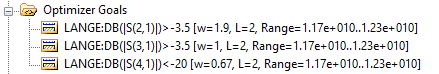 Optimizer Goals
LANGE:DB(|S(2,1)|)>-3.5 [w=1.9, L=2, Range=1.17e+010..1.23e+010]
LANGE:DB(|S(3,1)|)>-3.5 [w=1, L=2, Range=1.17e+010..1.23e+010]
LANGE:DB(|S(4,1)|)<-20 [w=0.67, L=2, Range=1.17e+010..1.23e+010]